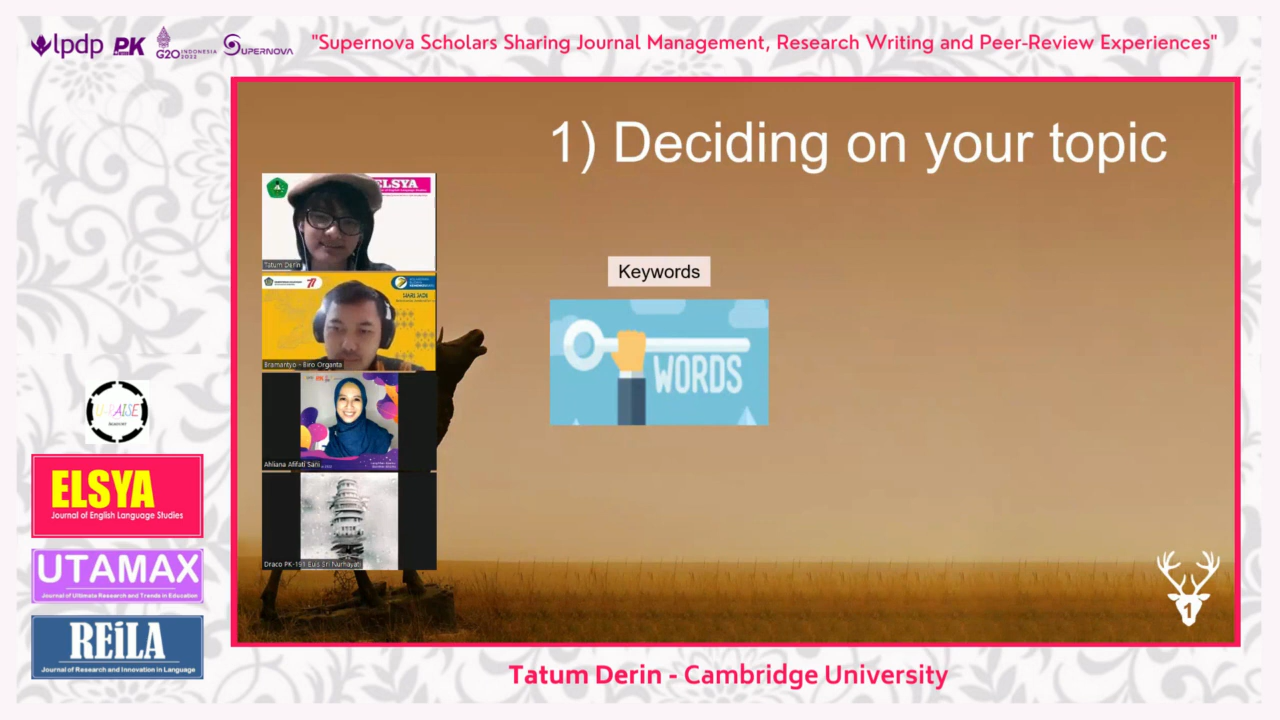 lpdp PK G20 INDONESIA 2022 SUPERNOVA "Supernova Scholars Sharing Journal Management, Research Writing and Peer-Review Experiences"
1) Deciding on your topic
Keywords
WORDS
ELSYA
Tatum Derin
77
Bramantyo - Biro Organta
Ahliana Afifati Sani
Draco PK-191 Euis Sri Nurhayati
1
ELSYA
Journal of English Language Studies
UTAMAX
Journal of Ultimate Research and Trends in Education
REiLA
Journal of Research and Innovation in Language
Tatum Derin - Cambridge University